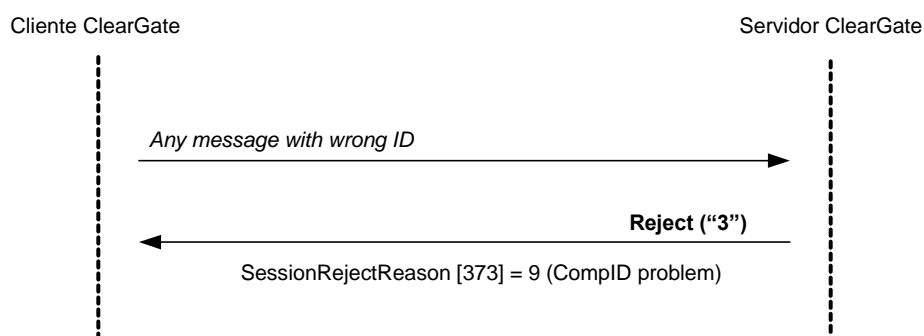 Cliente ClearGate
Servidor ClearGate
Any message with wrong ID
Reject (“3”)
SessionRejectReason [373] = 9 (CompID problem)